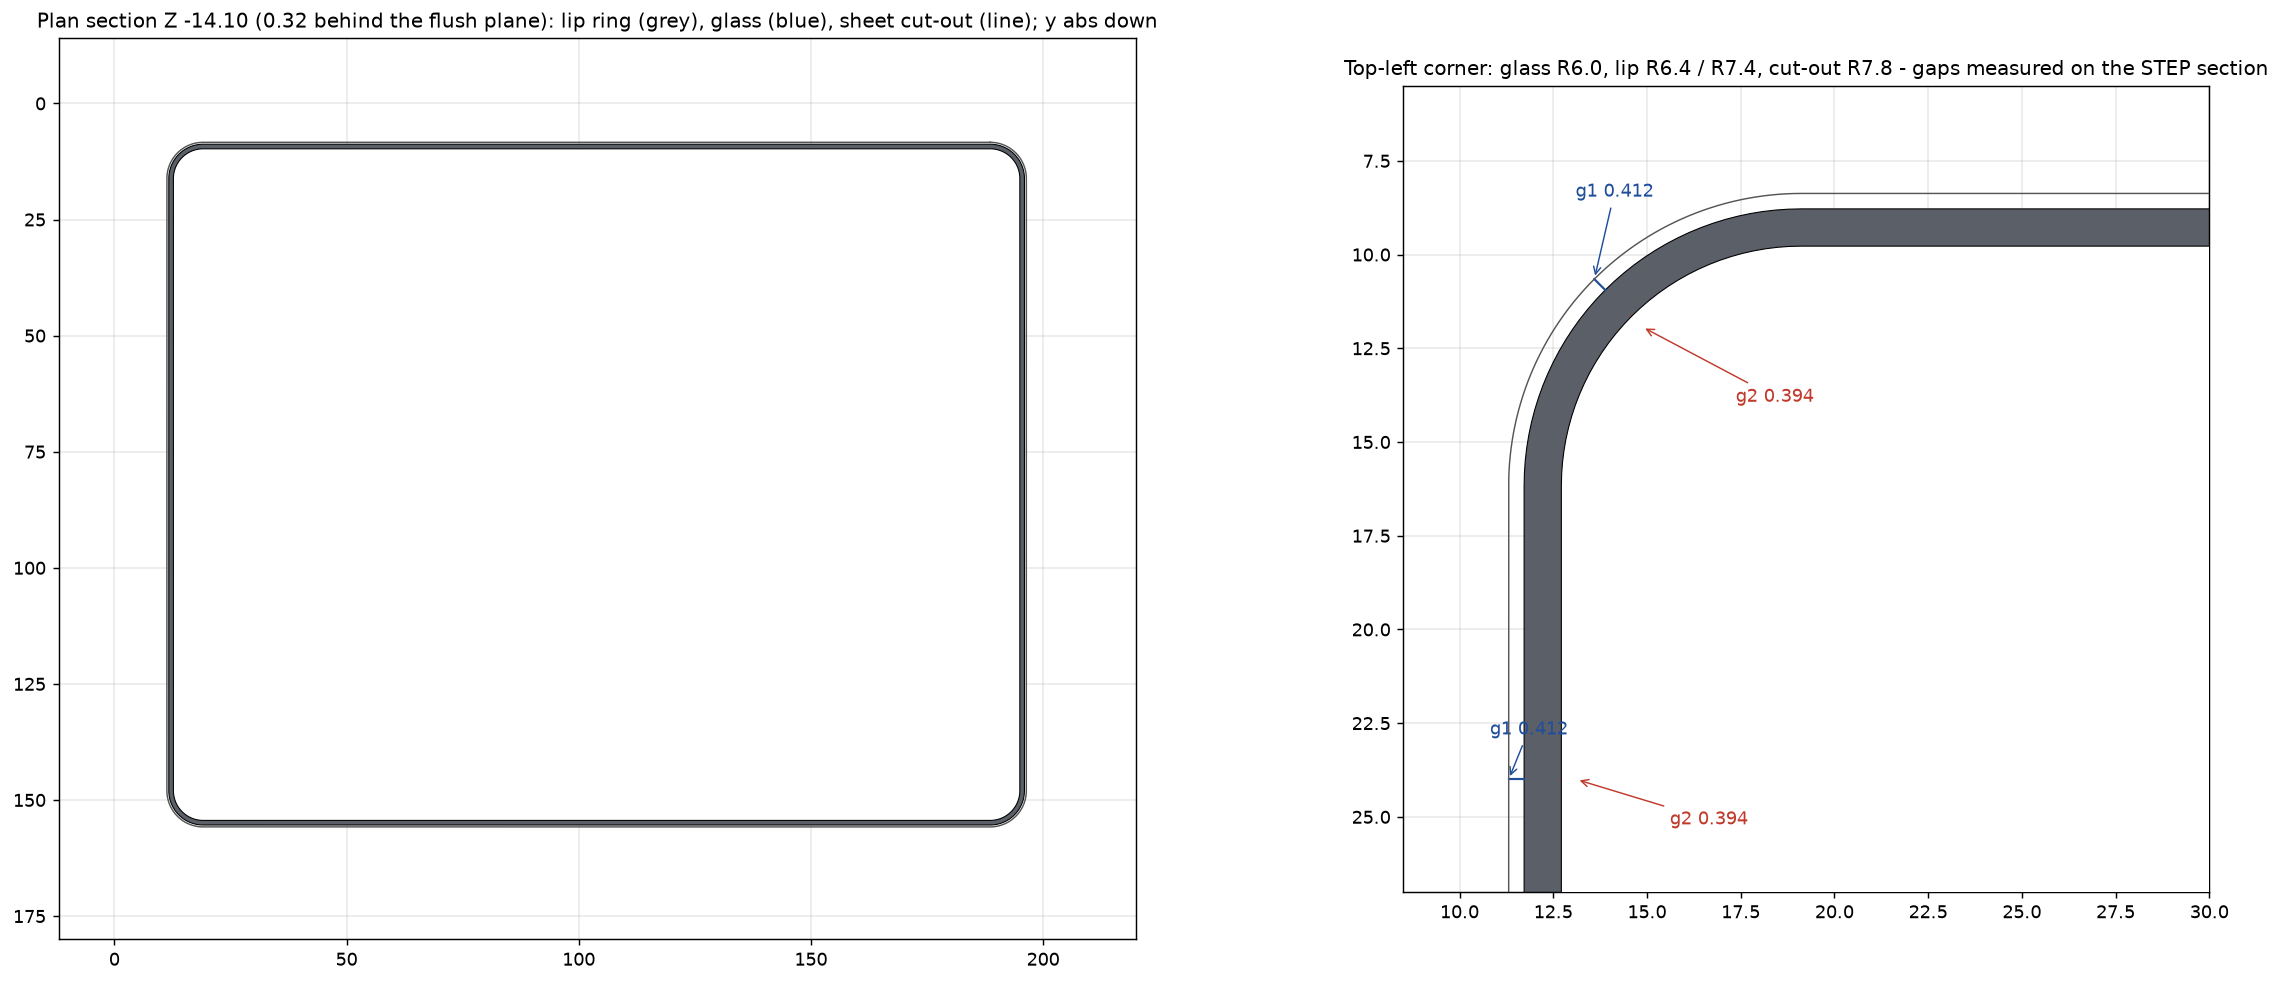 Plan section Z -14.10 (0.32 behind the flush plane): lip ring (grey), glass (blue), sheet cut-out (line); y abs down
0
25
50
75
100
125
150
175
0 50 100 150 200
Top-left corner: glass R6.0, lip R6.4 / R7.4, cut-out R7.8 - gaps measured on the STEP section
7.5
10.0
12.5
15.0
17.5
20.0
22.5
25.0
g1 0.412
g2 0.394
g1 0.412
g2 0.394
10.0 12.5 15.0 17.5 20.0 22.5 25.0 27.5 30.0